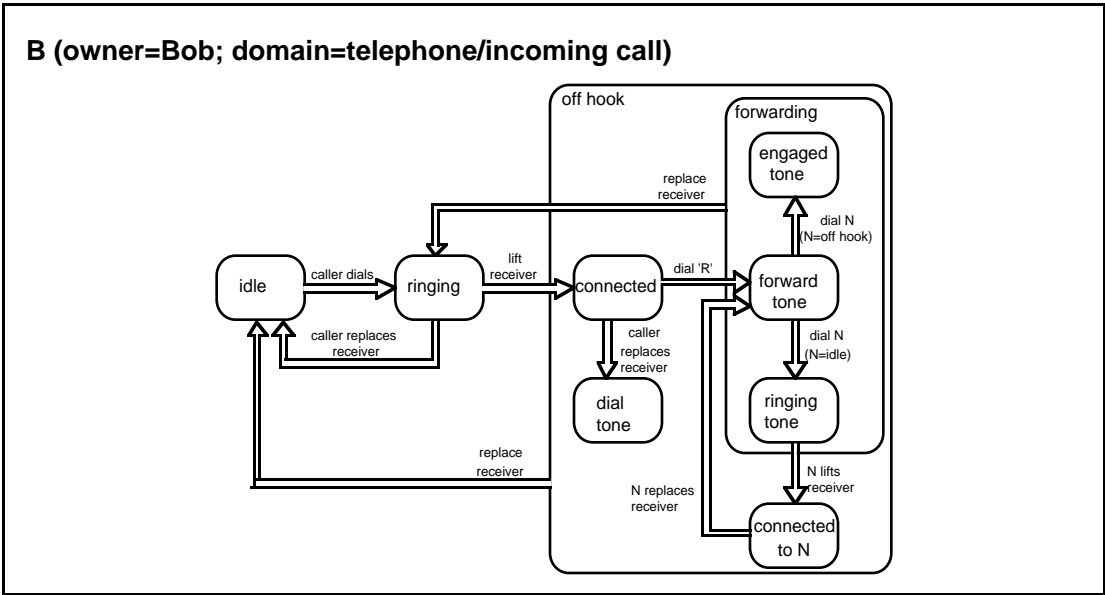 B (owner=Bob; domain=telephone/incoming call)
off hook
forwarding
engaged
tone
replace
receiver
dial N
(N=off hook)
idle
caller dials
ringing
lift
receiver
connected
dial 'R'
forward
tone
caller replaces
receiver
caller
replaces
receiver
dial N
(N=idle)
dial
tone
ringing
tone
replace
receiver
N lifts
receiver
N replaces
receiver
connected
to N